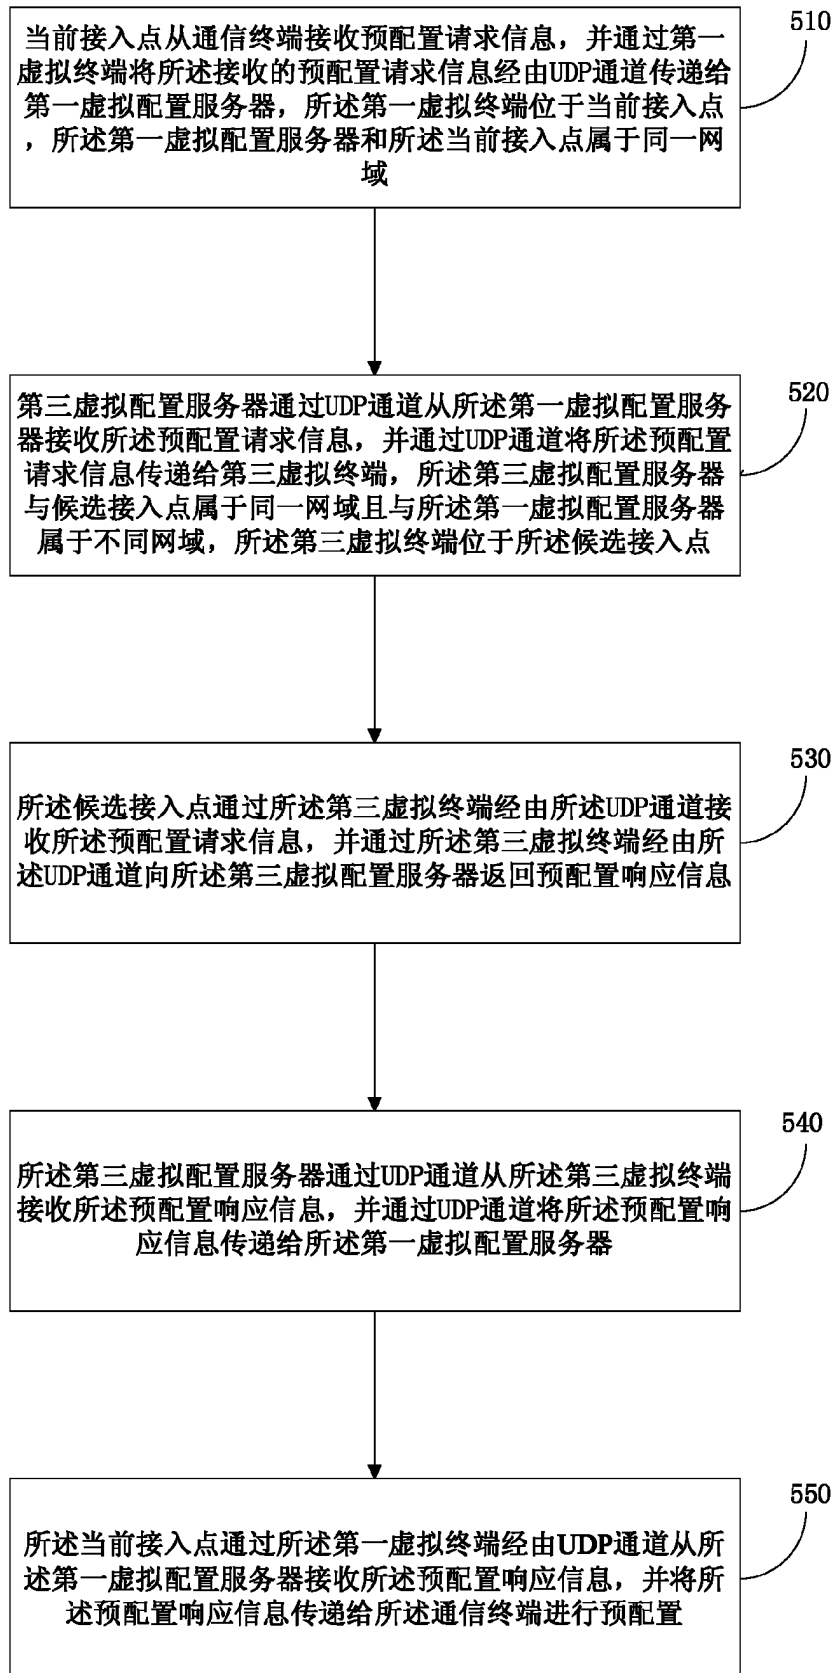 当前接入点从通信终端接收预配置请求信息，并通过第一
虚拟终端将所述接收的预配置请求信息经由UDP通道传递给
第一虚拟配置服务器，所述第一虚拟终端位于当前接入点
，所述第一虚拟配置服务器和所述当前接入点属于同一网
域
510
第三虚拟配置服务器通过UDP通道从所述第一虚拟配置服务
器接收所述预配置请求信息，并通过UDP通道将所述预配置
请求信息传递给第三虚拟终端，所述第三虚拟配置服务器
与候选接入点属于同一网域且与所述第一虚拟配置服务器
属于不同网域，所述第三虚拟终端位于所述候选接入点
520
所述候选接入点通过所述第三虚拟终端经由所述UDP通道接
收所述预配置请求信息，并通过所述第三虚拟终端经由所
述UDP通道向所述第三虚拟配置服务器返回预配置响应信息
530
所述第三虚拟配置服务器通过UDP通道从所述第三虚拟终端
接收所述预配置响应信息，并通过UDP通道将所述预配置响
应信息传递给所述第一虚拟配置服务器
540
所述当前接入点通过所述第一虚拟终端经由UDP通道从所
述第一虚拟配置服务器接收所述预配置响应信息，并将所
述预配置响应信息传递给所述通信终端进行预配置
550